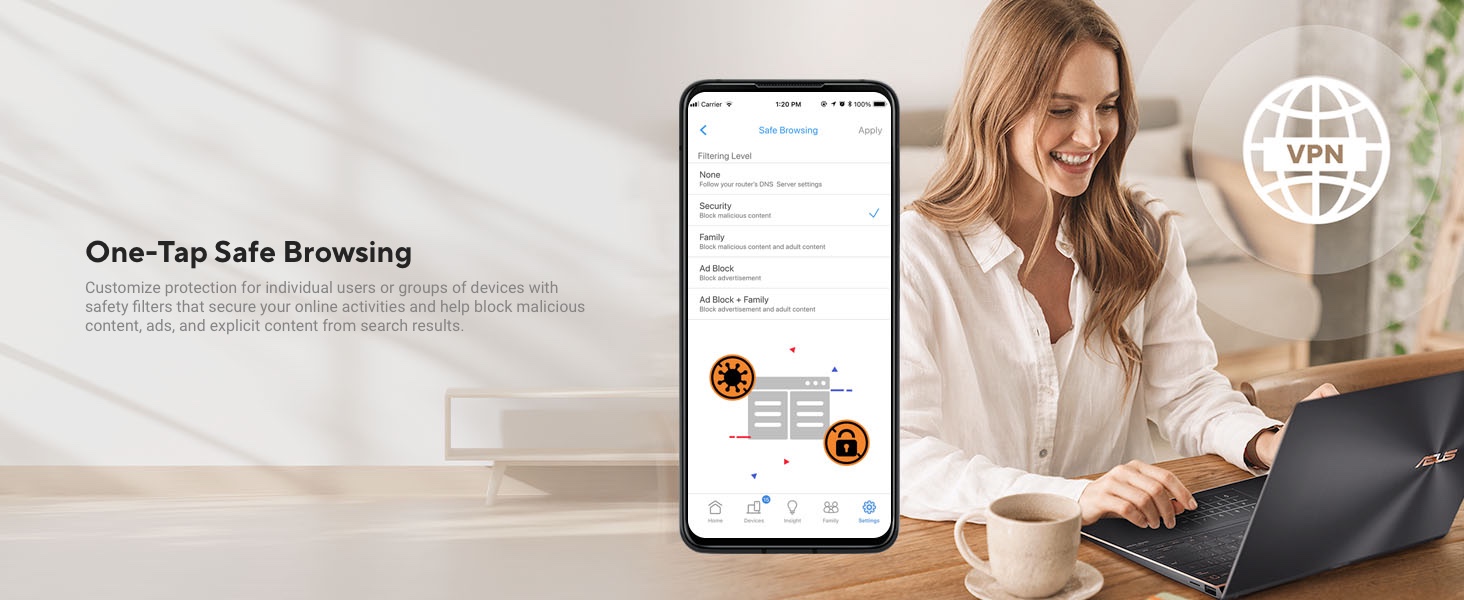 One-Tap Safe Browsing
Customize protection for individual users or groups of devices with
safety filters that secure your online activities and help block malicious
content, ads, and explicit content from search results.
Carrier 1:20 PM 100%
Safe Browsing Apply
Filtering Level
None
Follow your router's DNS Server settings
Security
Block malicious content
Family
Block malicious content and adult content
Ad Block
Block advertisement
Ad Block + Family
Block advertisement and adult content
Home Devices Insight Family Settings
VPN
ASUS